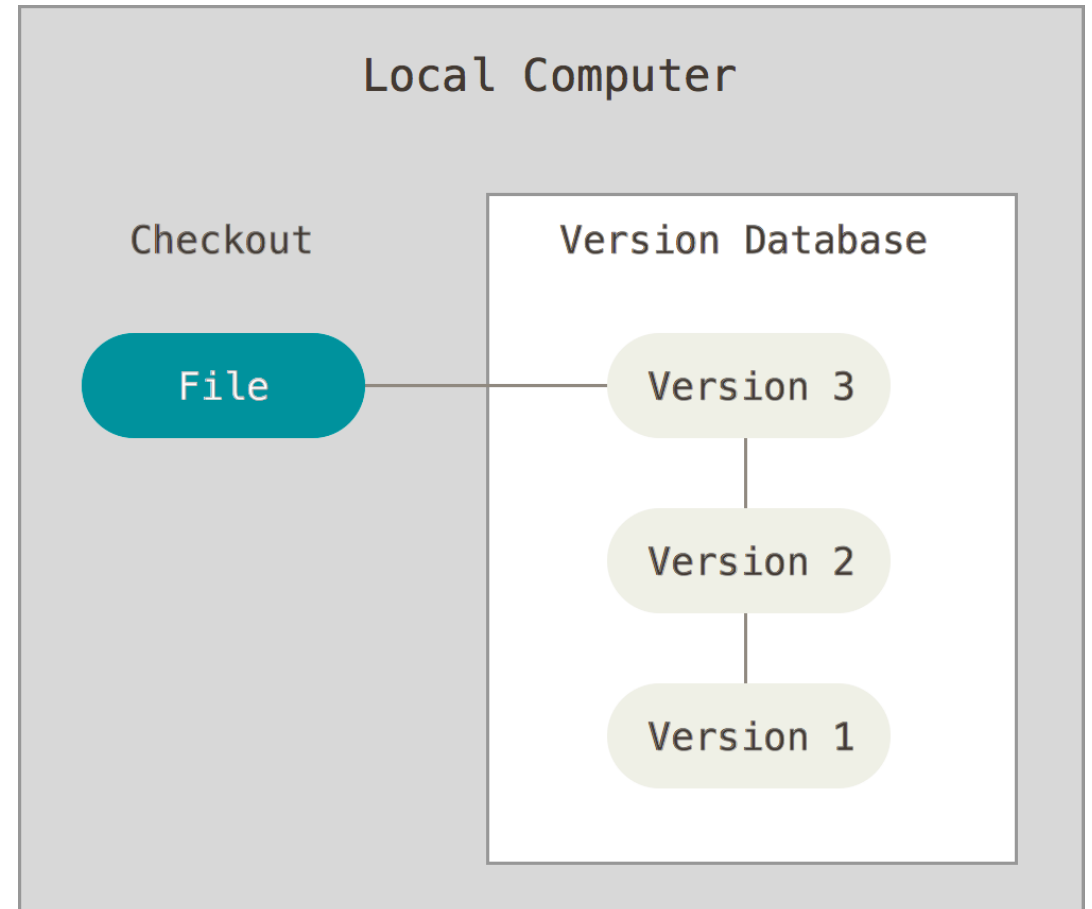 Local Computer
Checkout
Version Database
File
Version 3
Version 2
Version 1